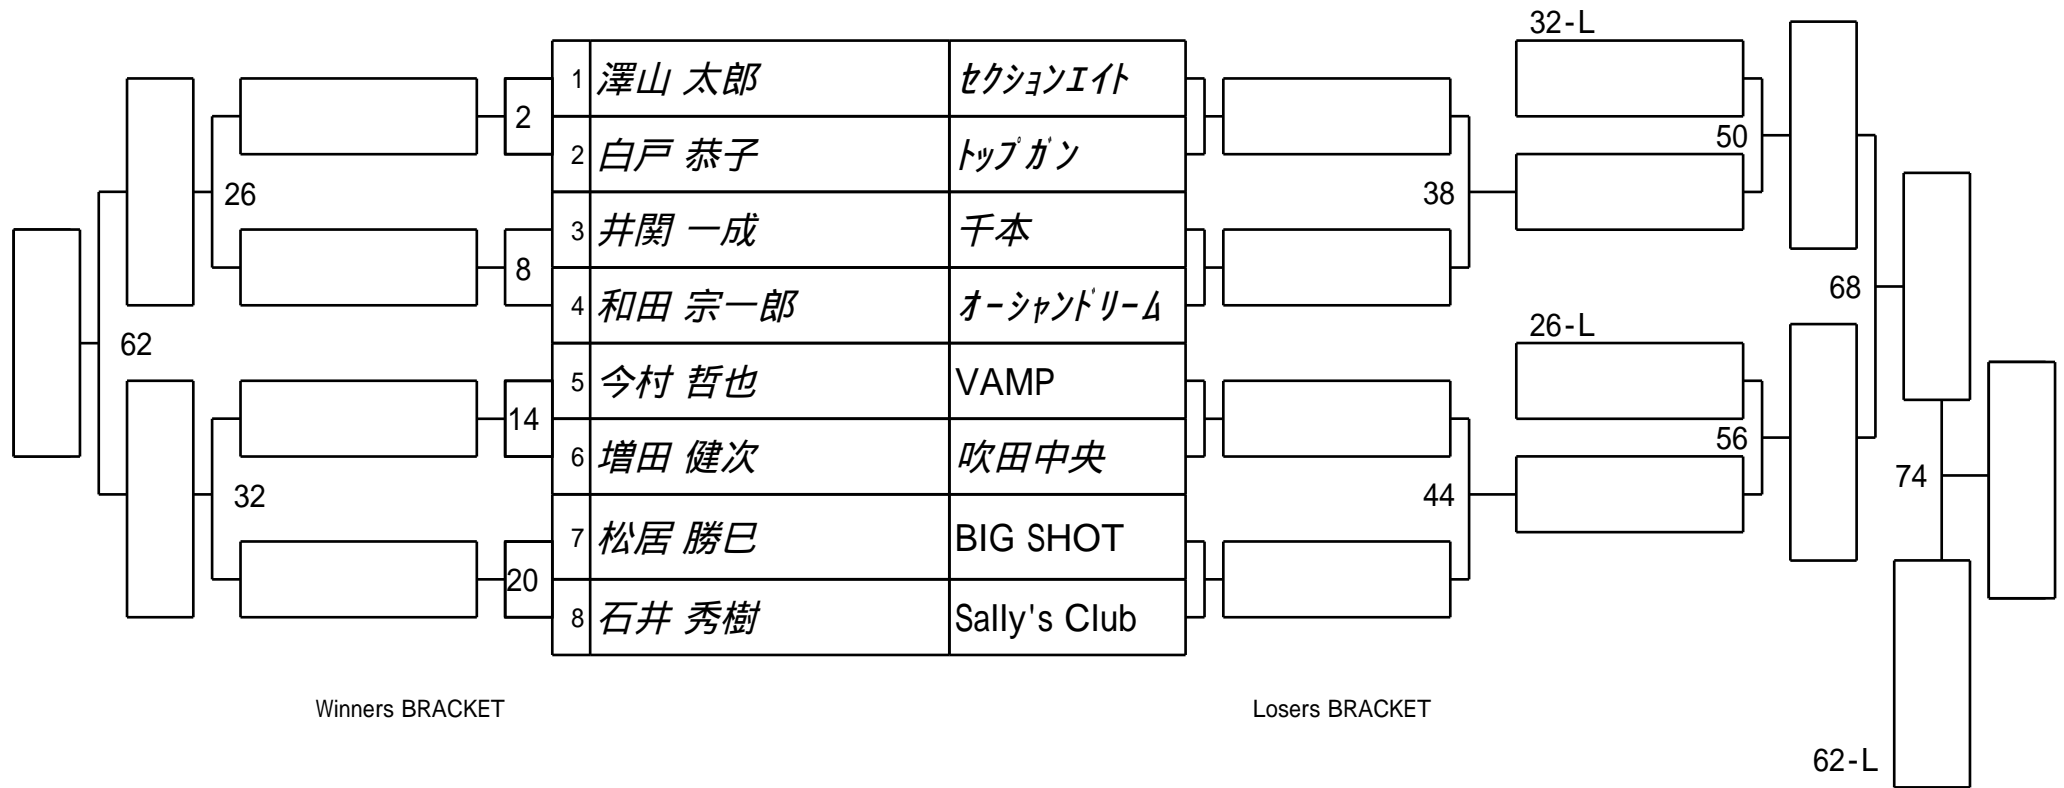 32-L
1 澤山 太郎 ｾｸｼｮﾝｴｲﾄ
2
2 白戸 恭子 ﾄｯﾌﾟｶﾞﾝ
50
26
3 井関 一成 千本
38
8
4 和田 宗一郎 ｵｰｼｬﾝﾄﾞﾘｰﾑ
68
62
26-L
5 今村 哲也 VAMP
14
6 増田 健次 吹田中央
56
32
44
74
7 松居 勝巳 BIG SHOT
20
8 石井 秀樹 Sally's Club
Winners BRACKET
Losers BRACKET
62-L